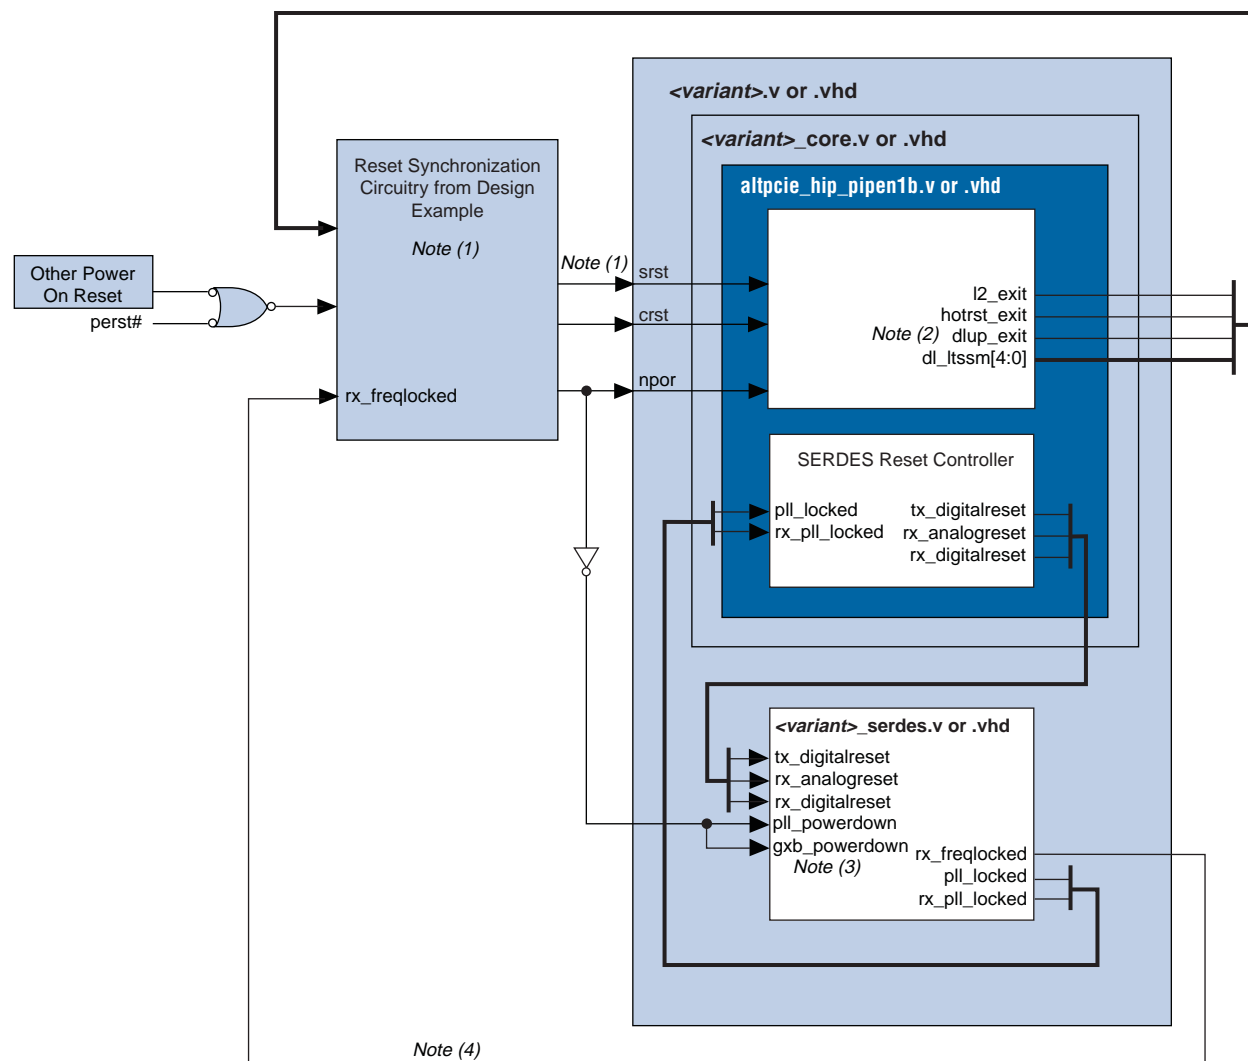 <variant>.v or .vhd
<variant>_core.v or .vhd
altpcie_hip_pipen1b.v or .vhd
Reset Synchronization
Circuitry from Design
Example
Note (1)
Note (1)
Other Power
On Reset
perst#
rx_freqlocked
srst
crst
npor
l2_exit
hotrst_exit
Note (2)
dlup_exit
dl_ltssm[4:0]
SERDES Reset Controller
pll_locked
rx_pll_locked
tx_digitalreset
rx_analogreset
rx_digitalreset
<variant>_serdes.v or .vhd
tx_digitalreset
rx_analogreset
rx_digitalreset
pll_powerdown
gxb_powerdown
Note (3)
rx_freqlocked
pll_locked
rx_pll_locked
Note (4)